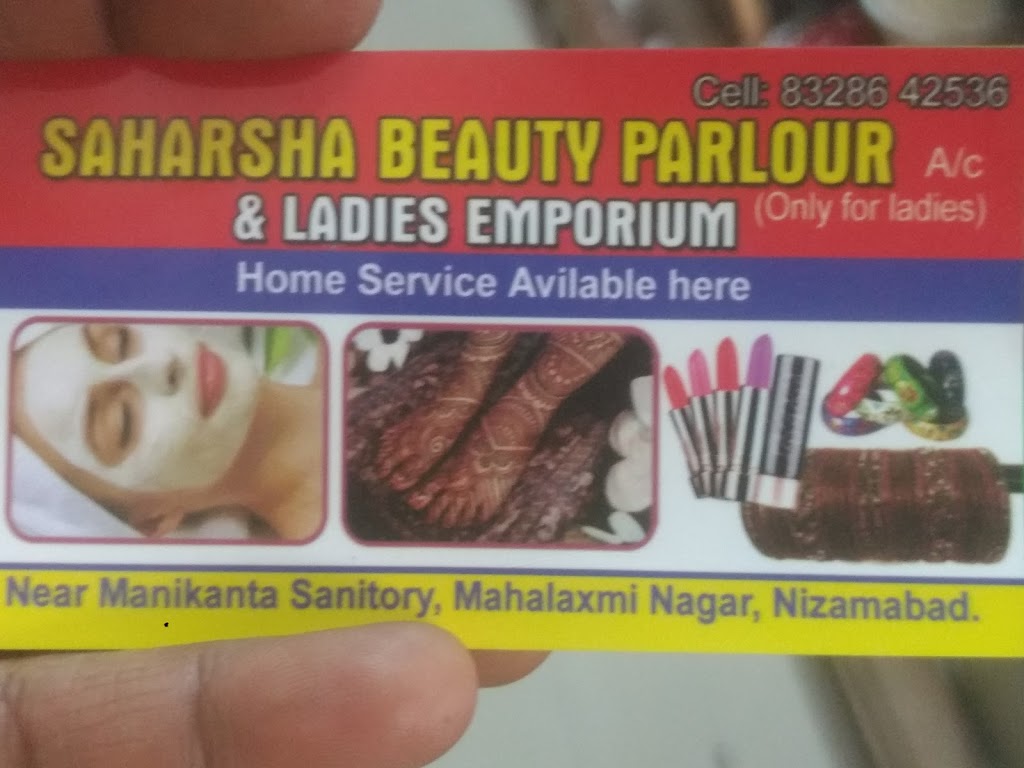 Cell: 83286 42536
SAHARSHA BEAUTY PARLOUR A/c
& LADIES EMPORIUM (Only for ladies)
Home Service Avilable here
Near Manikanta Sanitory, Mahalaxmi Nagar, Nizamabad.